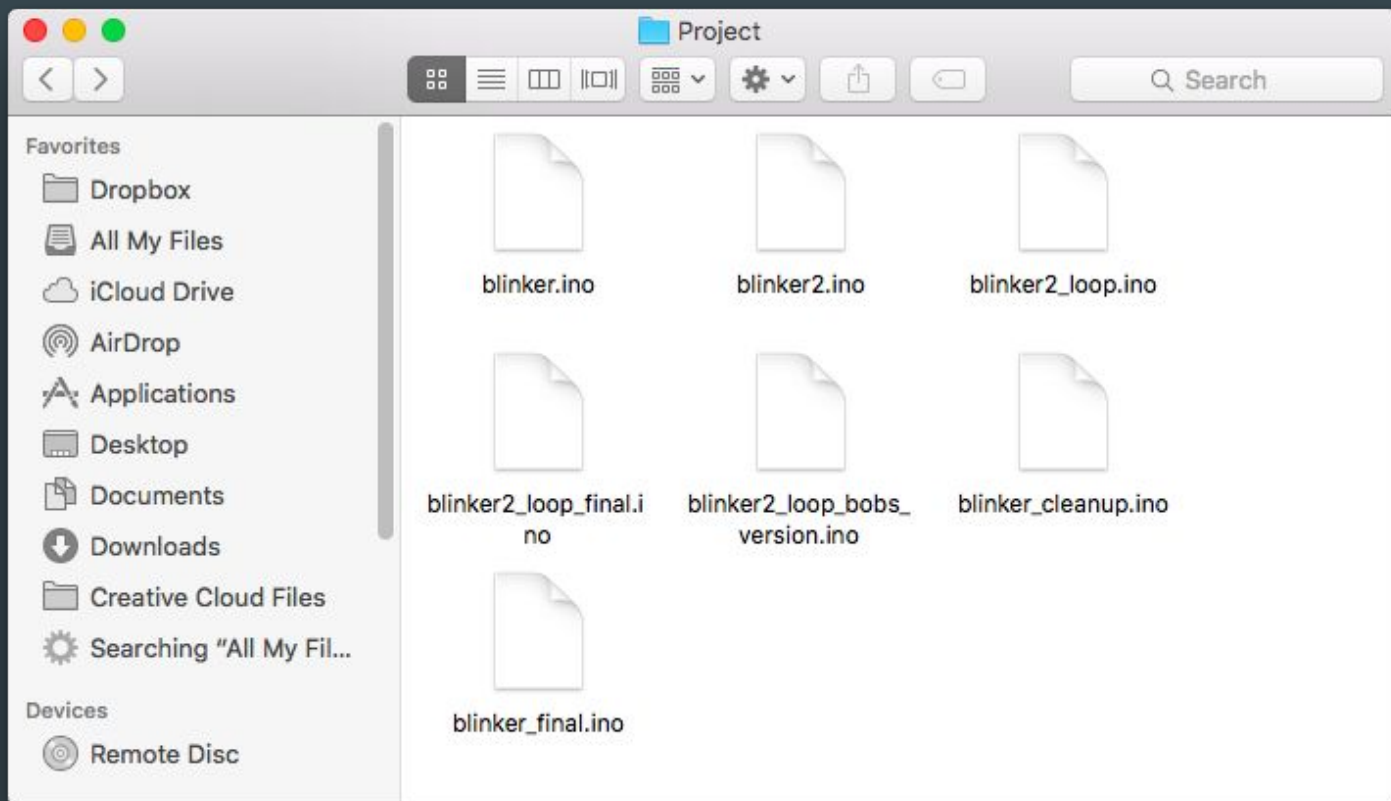 Project
Search
Favorites
Dropbox
All My Files
iCloud Drive
AirDrop
Applications
Desktop
Documents
Downloads
Creative Cloud Files
Searching “All My Fil...
Devices
Remote Disc
blinker.ino
blinker2.ino
blinker2_loop.ino
blinker2_loop_final.i
no
blinker2_loop_bobs_
version.ino
blinker_cleanup.ino
blinker_final.ino